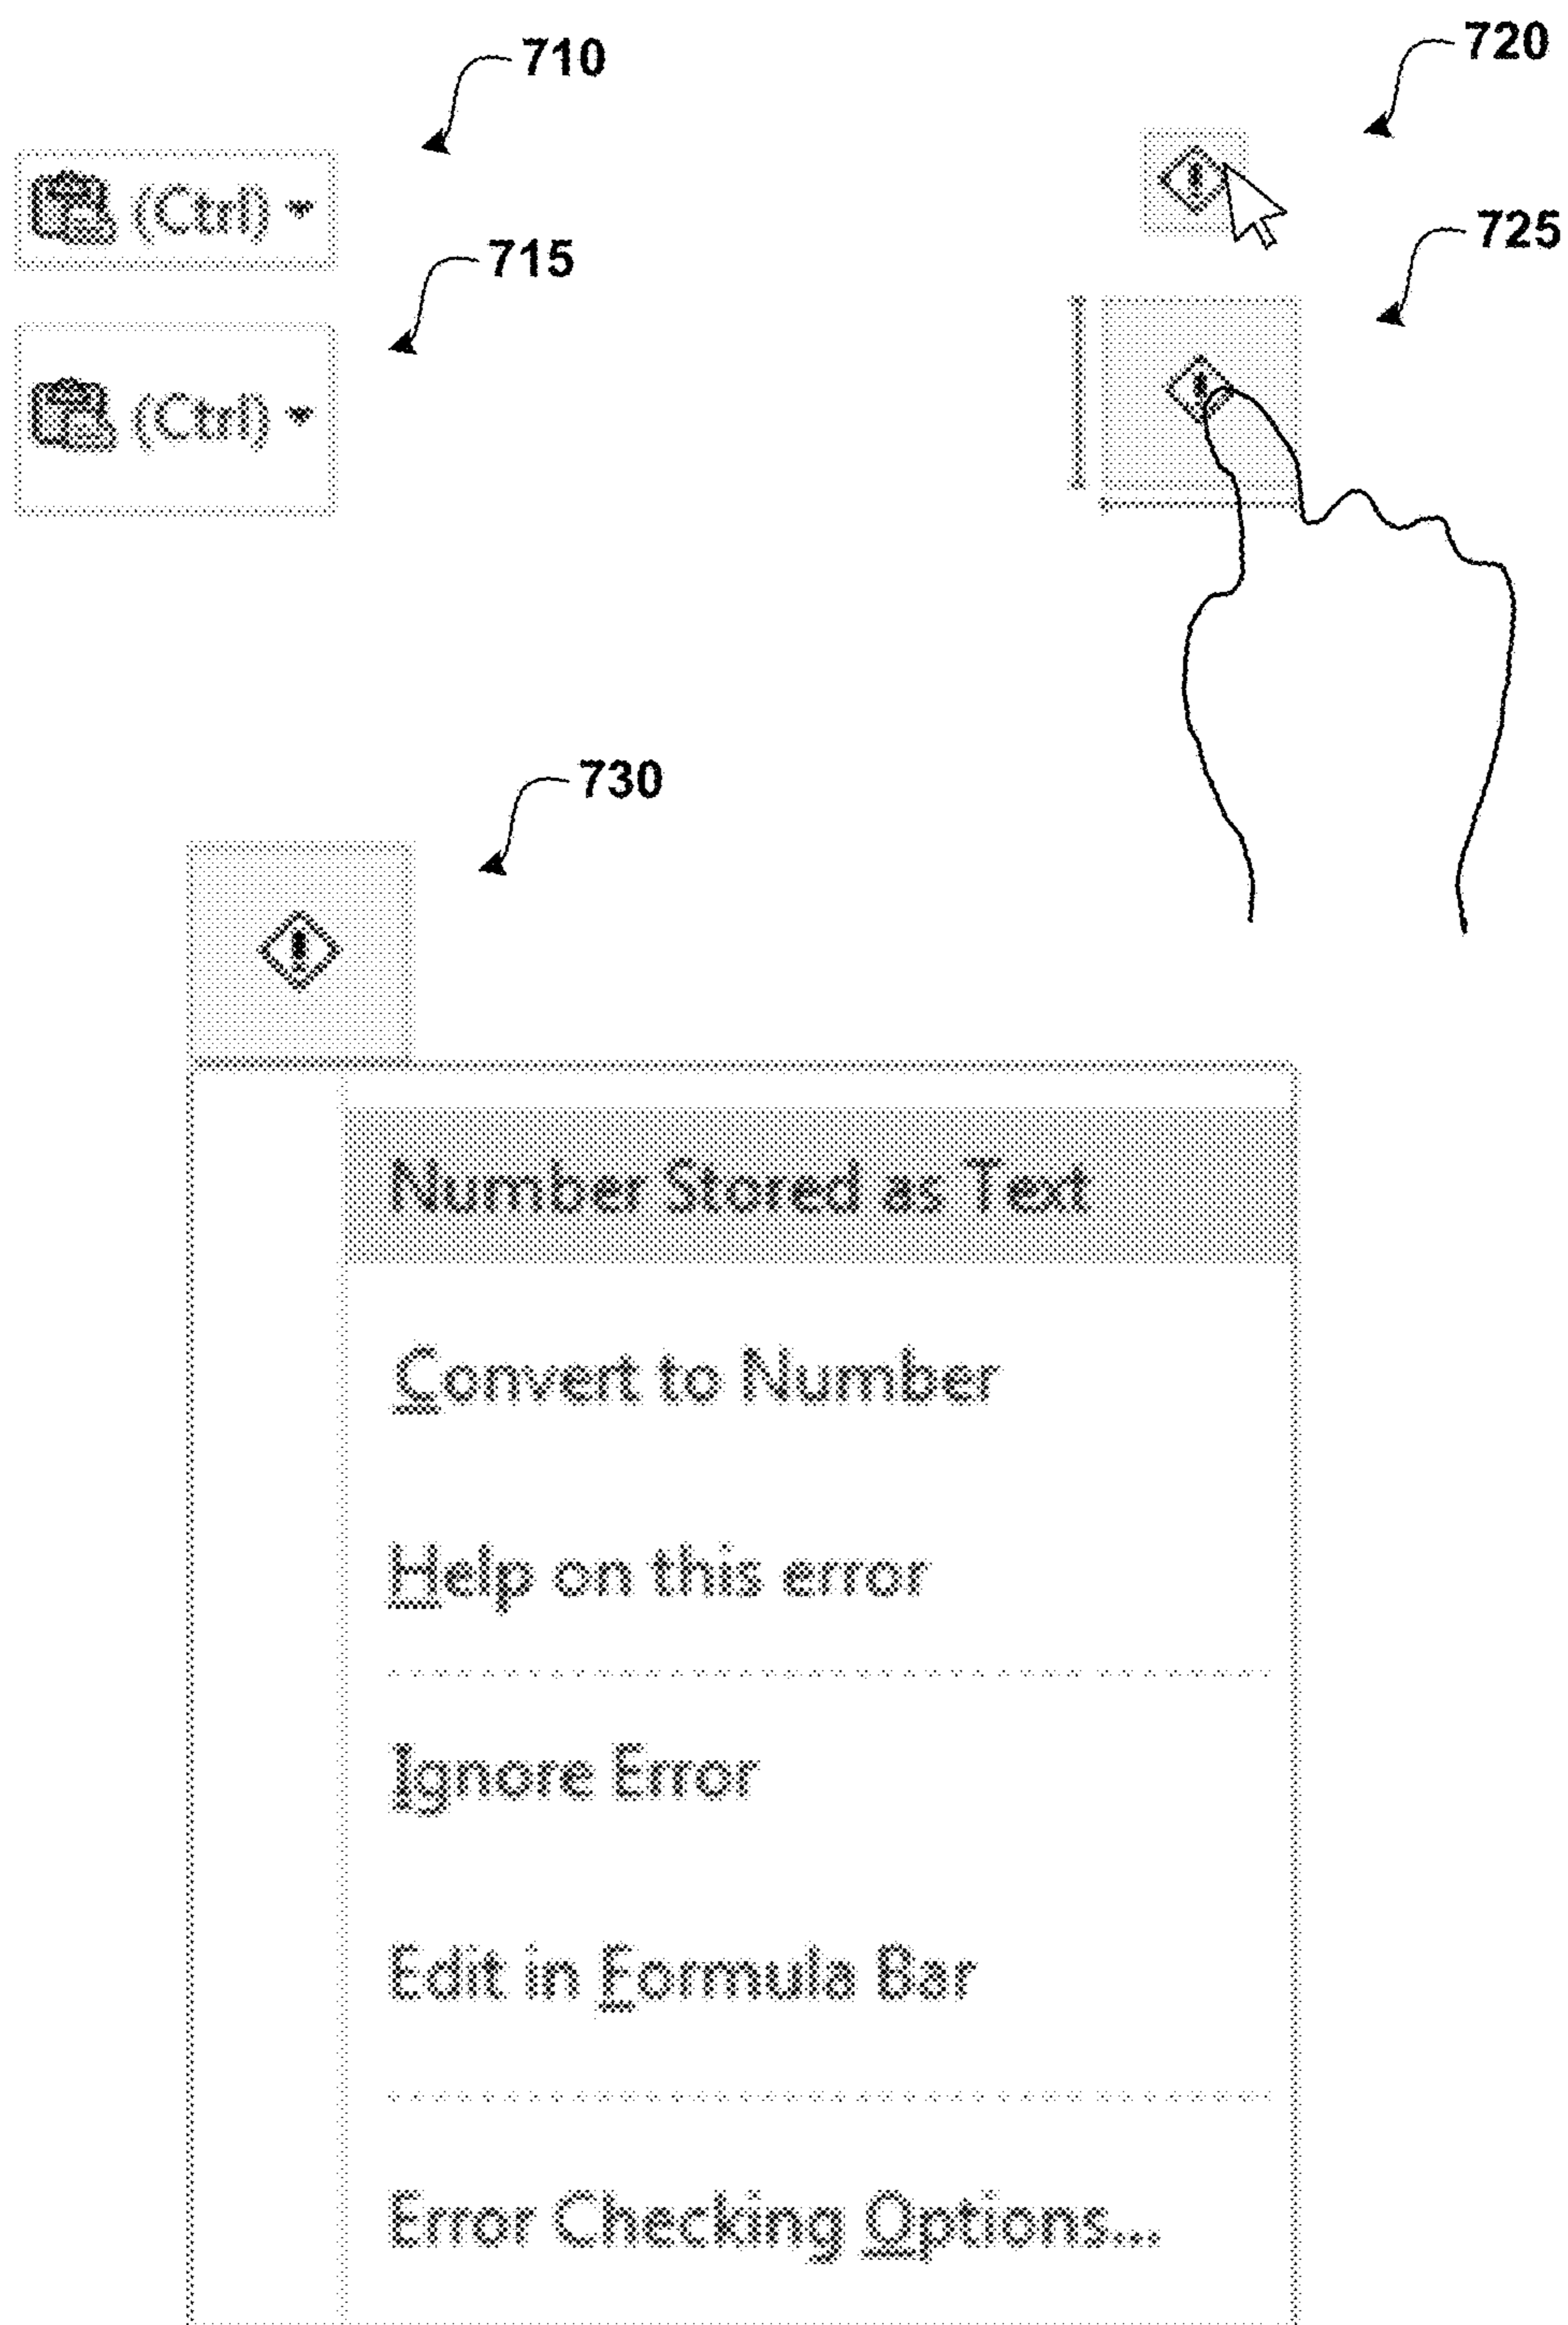 710
720
(Ctrl)
715
725
(Ctrl)
730
Number Stored as Text
Convert to Number
Help on this error
Ignore Error
Edit in Formula Bar
Error Checking Options...